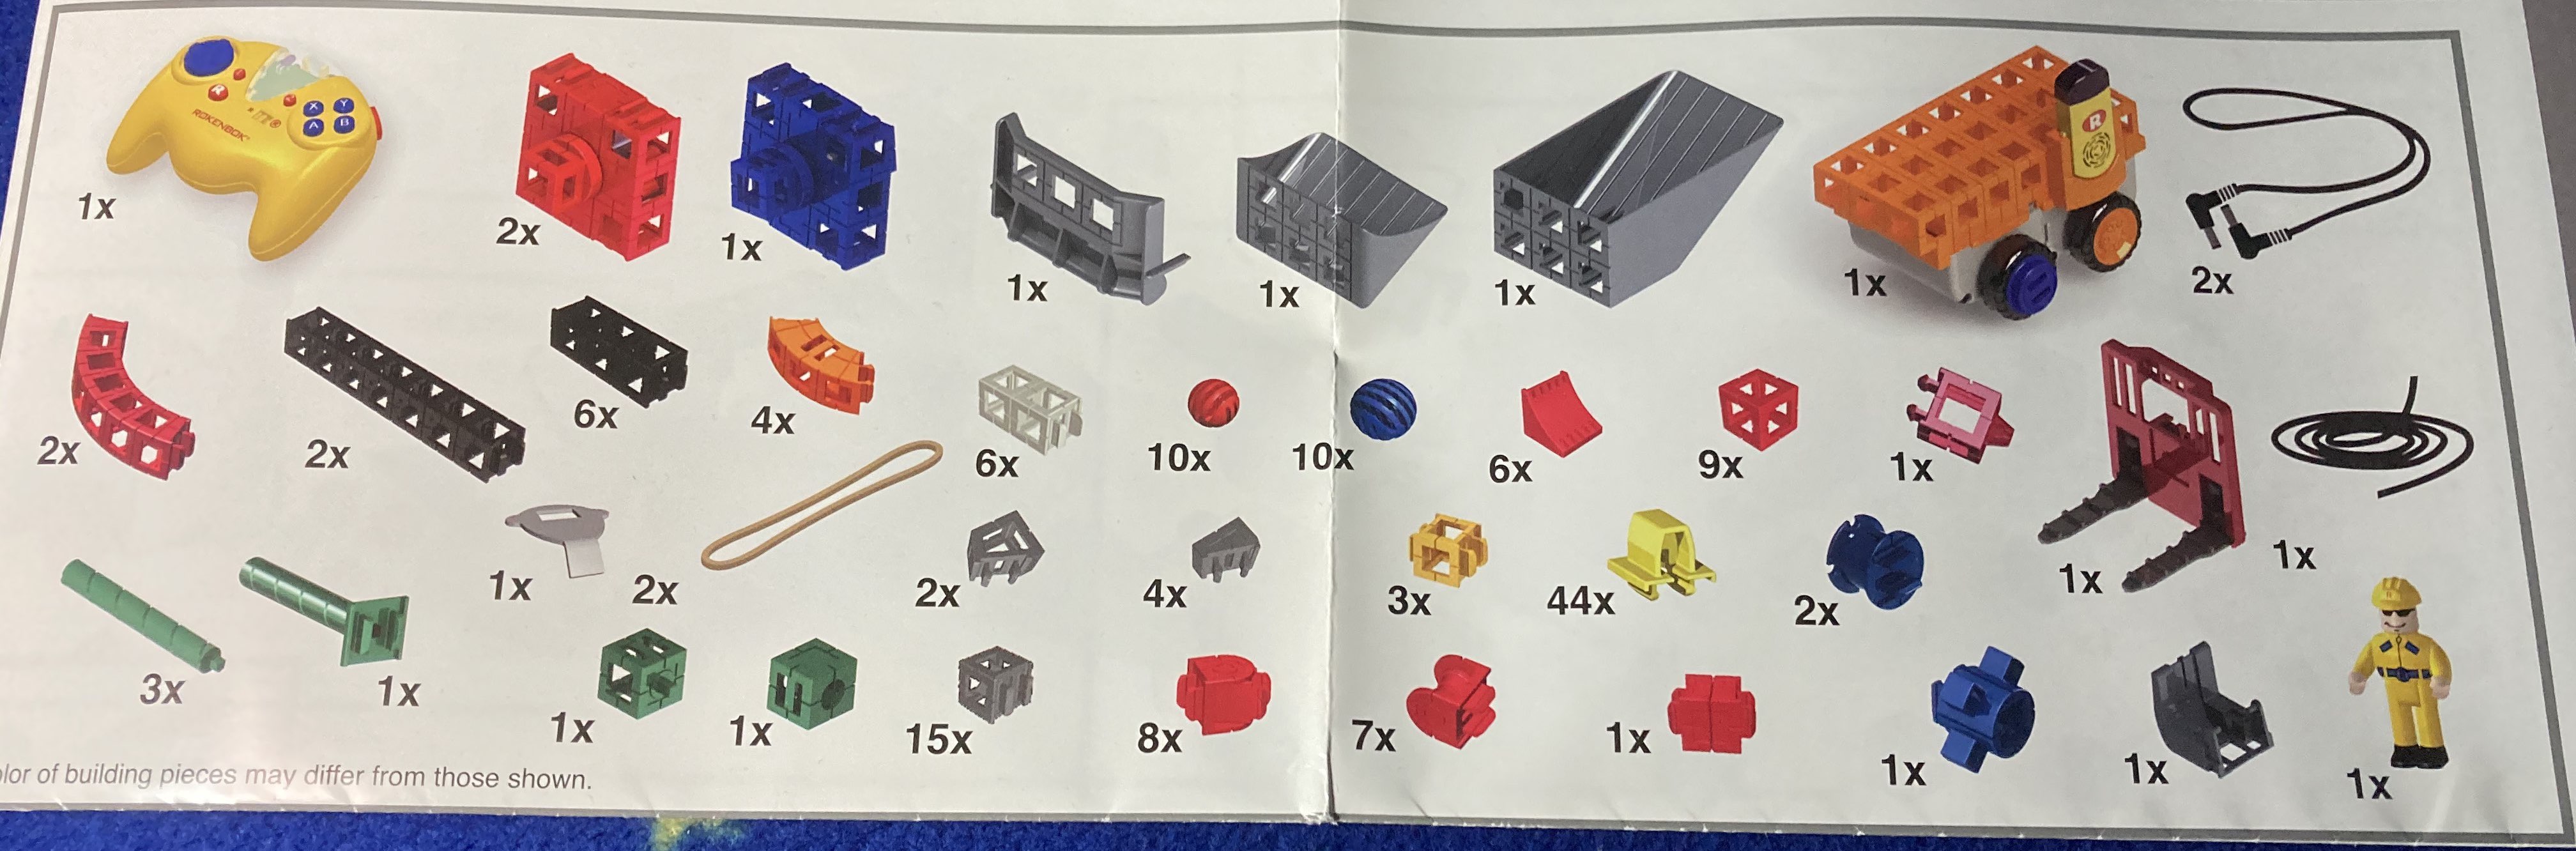 ROKENBOK
R
X Y
A B
R
1x
2x
1x
1x
1x
1x
1x
2x
2x
2x
6x
4x
6x
10x
10x
6x
9x
1x
1x
1x
1x
2x
2x
4x
3x
44x
2x
3x
1x
1x
1x
15x
8x
7x
1x
1x
1x
1x
of building pieces may differ from those shown.